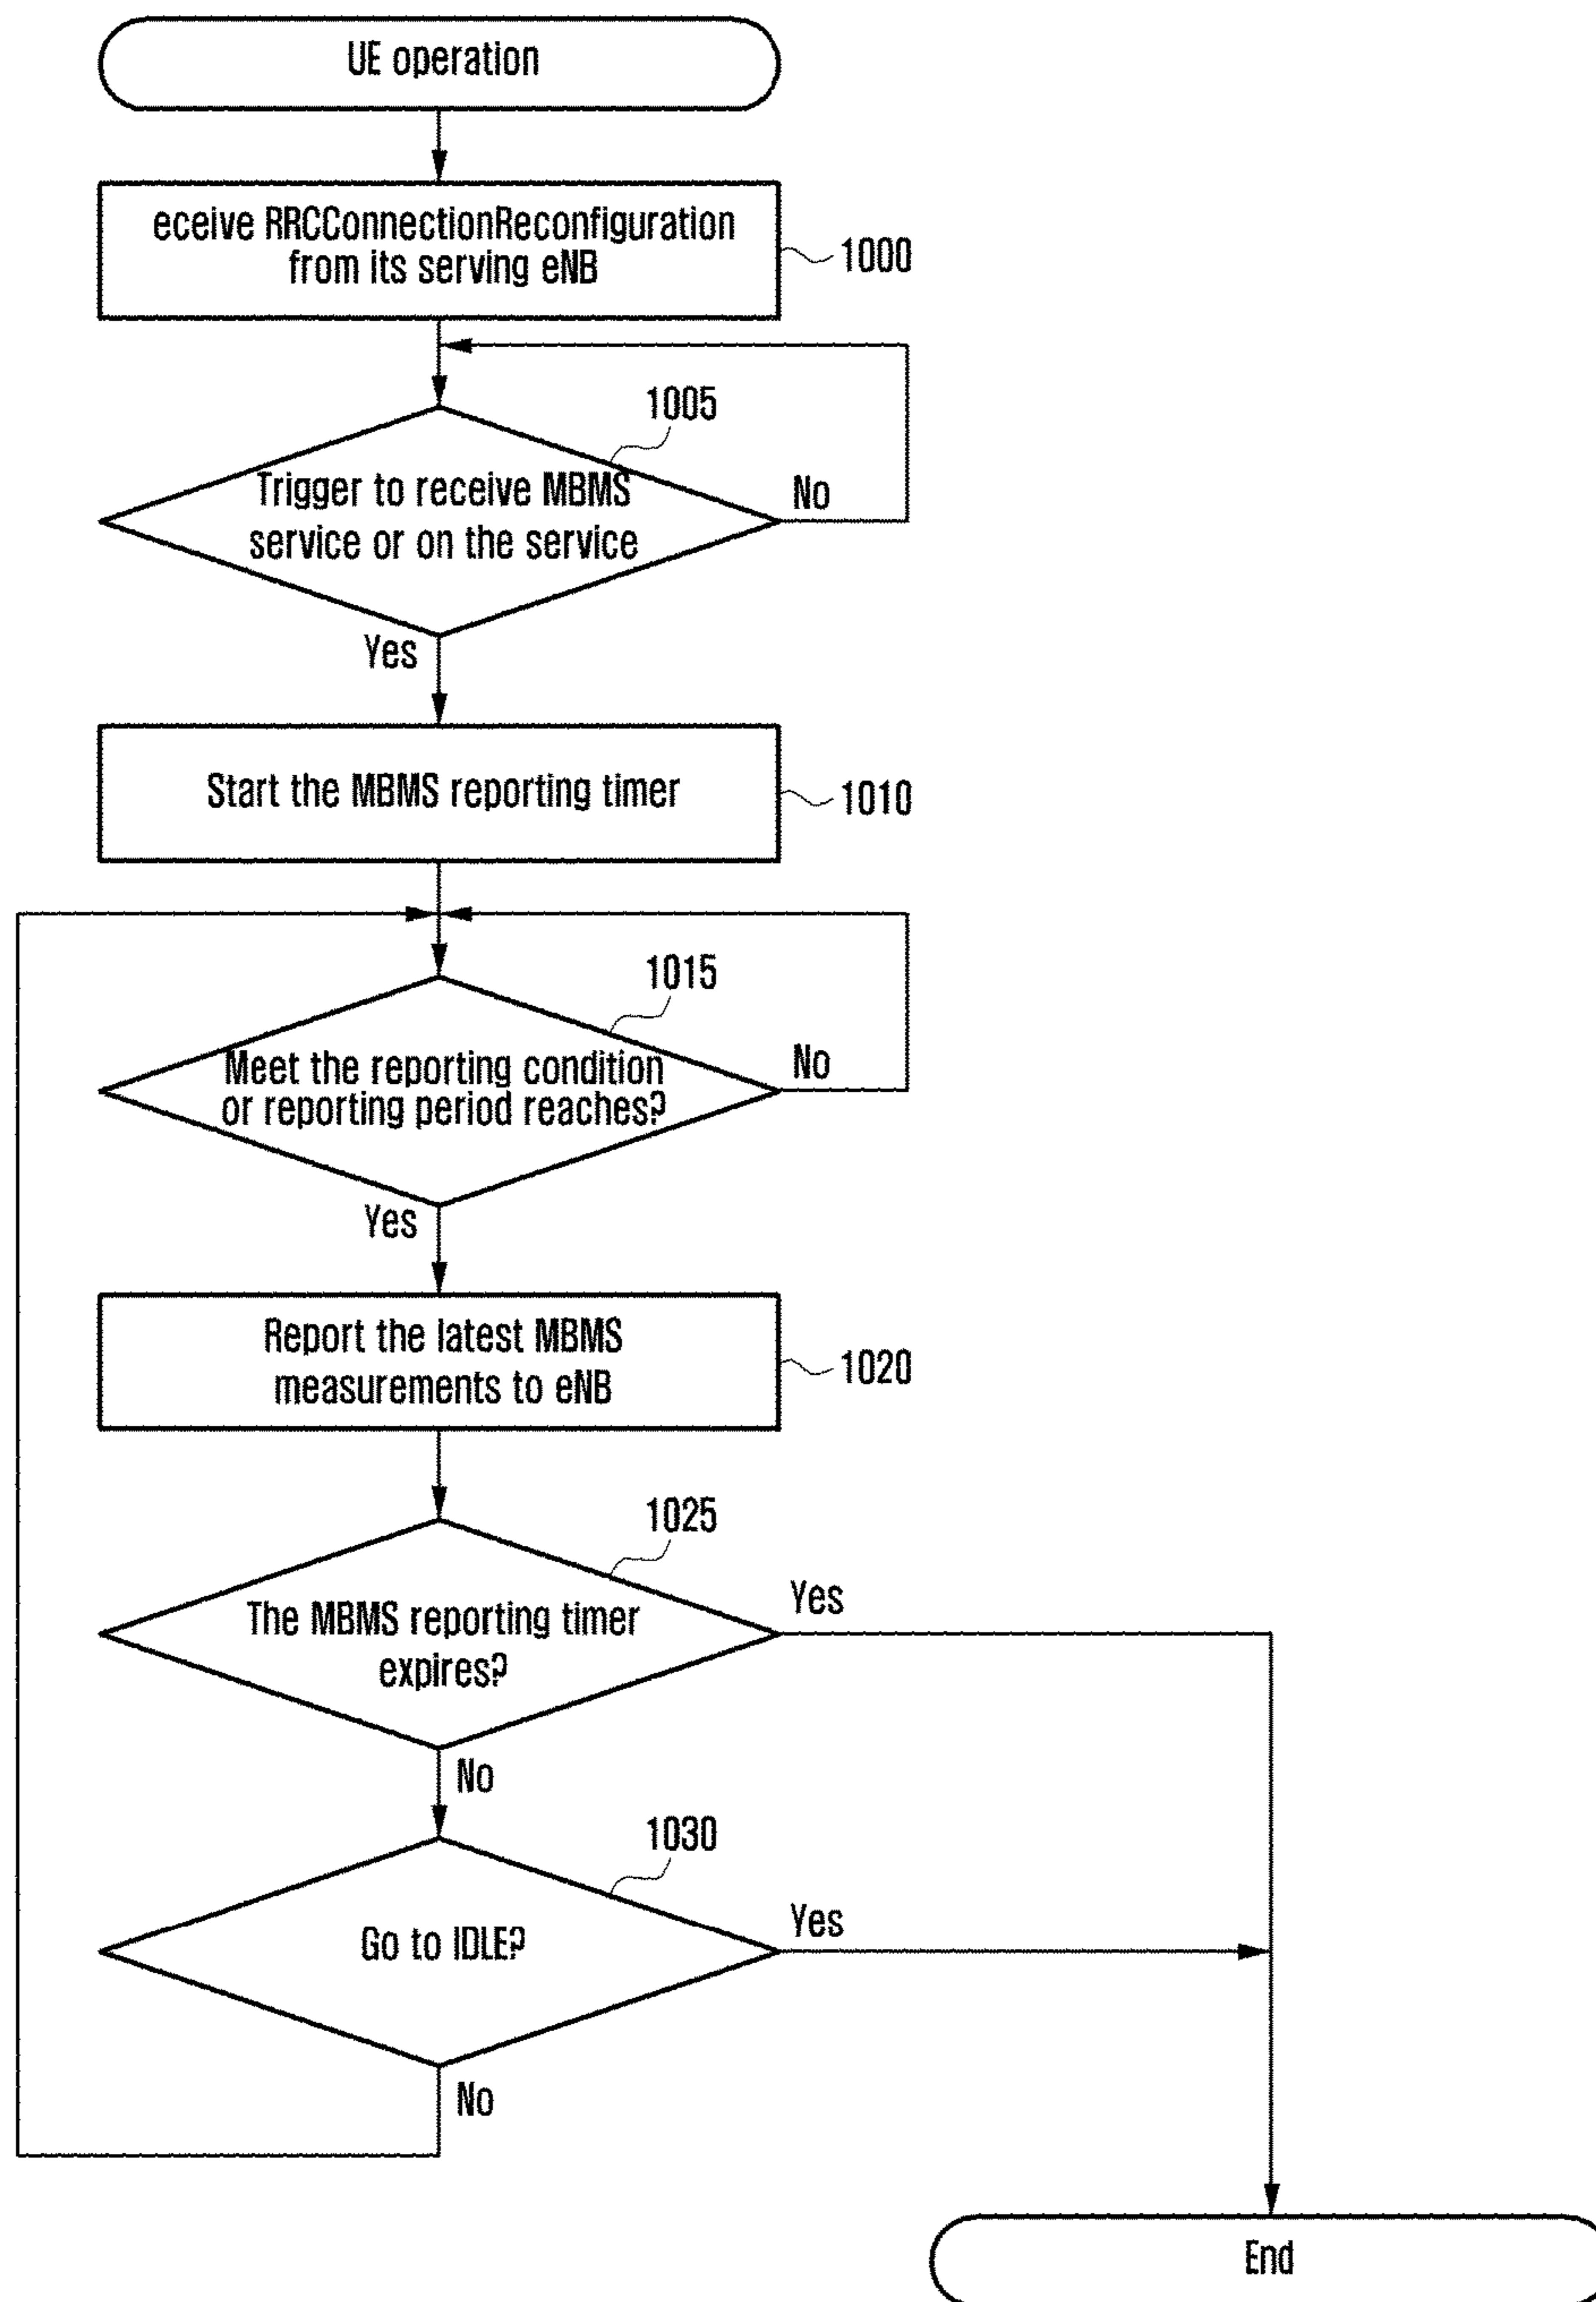 UE operation
eceive RRCConnectionReconfiguration
from its serving eNB
1000
1005
Trigger to receive MBMS
service or on the service
No
Yes
Start the MBMS reporting timer
1010
1015
Meet the reporting condition
or reporting period reaches?
No
Yes
Report the latest MBMS
measurements to eNB
1020
1025
The MBMS reporting timer
expires?
Yes
No
1030
Go to IDLE?
Yes
No
End